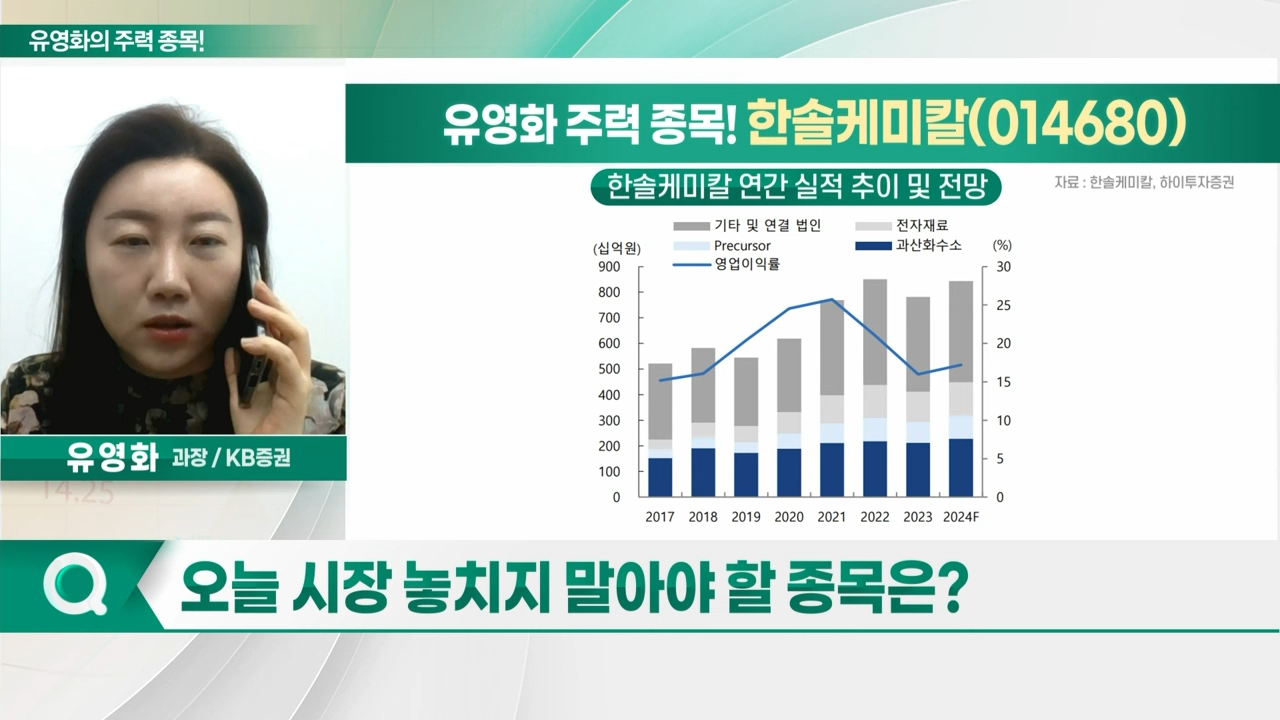 유영화의 주력 종목!
유영화 주력 종목! 한솔케미칼(014680)
한솔케미칼 연간 실적 추이 및 전망
자료 : 한솔케미칼, 하이투자증권
기타 및 연결 법인
전자재료
(십억원)
Precursor
과산화수소
(%)
영업이익률
900
30
800
25
700
600
20
500
15
400
300
10
200
5
100
0
0
2017 2018 2019 2020 2021 2022 2023 2024F
유영화 과장 / KB증권
14.25
오늘 시장 놓치지 말아야 할 종목은?